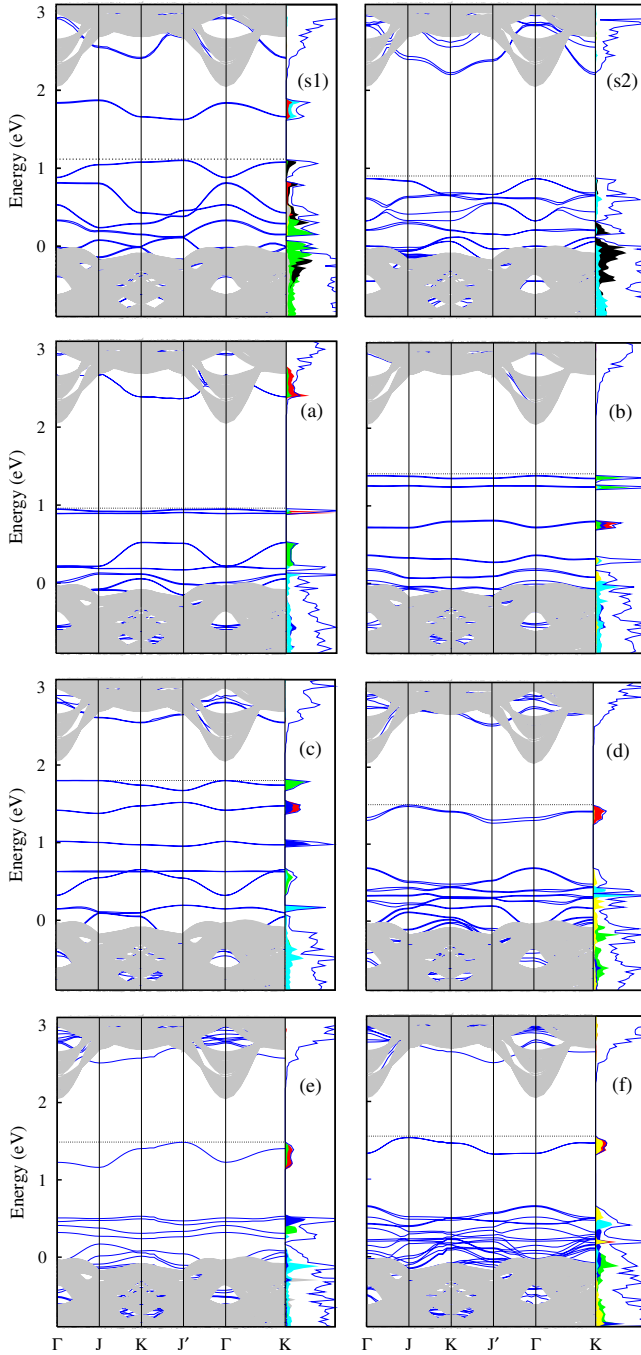 3
2
1
0
Energy (eV)
(s1)
(s2)
3
2
1
0
Energy (eV)
(a)
(b)
3
2
1
0
Energy (eV)
(c)
(d)
3
2
1
0
Energy (eV)
(e)
(f)
Γ J K J′ Γ K
Γ J K J′ Γ K